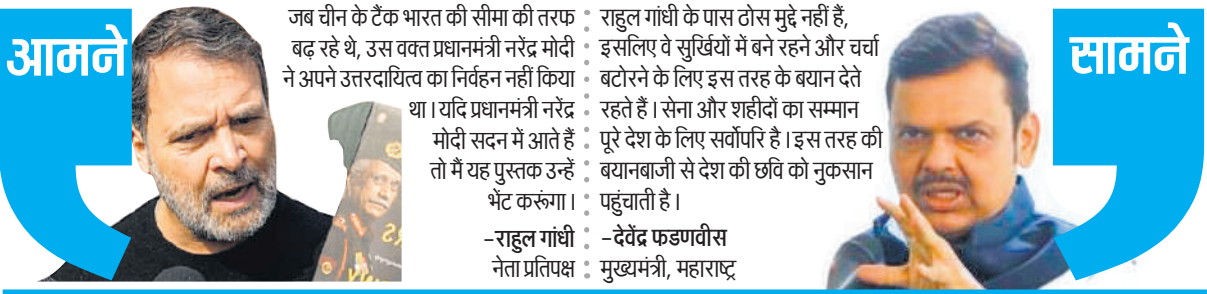 आमने
जब चीन के टैंक भारत की सीमा की तरफ
बढ़ रहे थे, उस वक्त प्रधानमंत्री नरेंद्र मोदी
ने अपने उत्तरदायित्व का निर्वहन नहीं किया
था । यदि प्रधानमंत्री नरेंद्र
मोदी सदन में आते हैं
तो मैं यह पुस्तक उन्हें
भेंट करूंगा ।
-राहुल गांधी
नेता प्रतिपक्ष
राहुल गांधी के पास ठोस मुद्दे नहीं हैं,
इसलिए वे सुर्खियों में बने रहने और चर्चा
बटोरने के लिए इस तरह के बयान देते
रहते हैं । सेना और शहीदों का सम्मान
पूरे देश के लिए सर्वोपरि है । इस तरह की
बयानबाजी से देश की छवि को नुकसान
पहुंचाती है ।
-देवेंद्र फडणवीस
मुख्यमंत्री, महाराष्ट्र
सामने